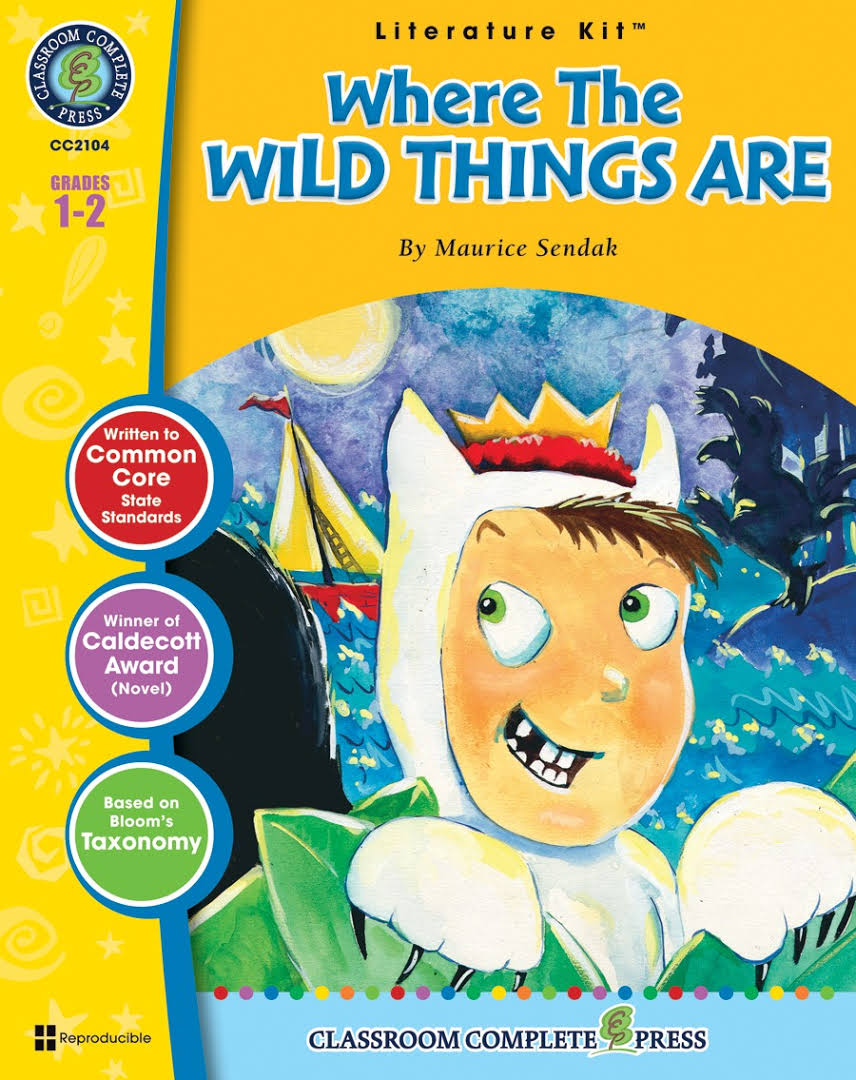 Literature Kit™
Where The
WILD THINGS ARE
By Maurice Sendak
CLASSROOM COMPLETE
PRESS
CC2104
GRADES
1-2
Written to
Common
Core
State
Standards
Winner of
Caldecott
Award
(Novel)
Based on
Bloom's
Taxonomy
Reproducible
CLASSROOM COMPLETE PRESS